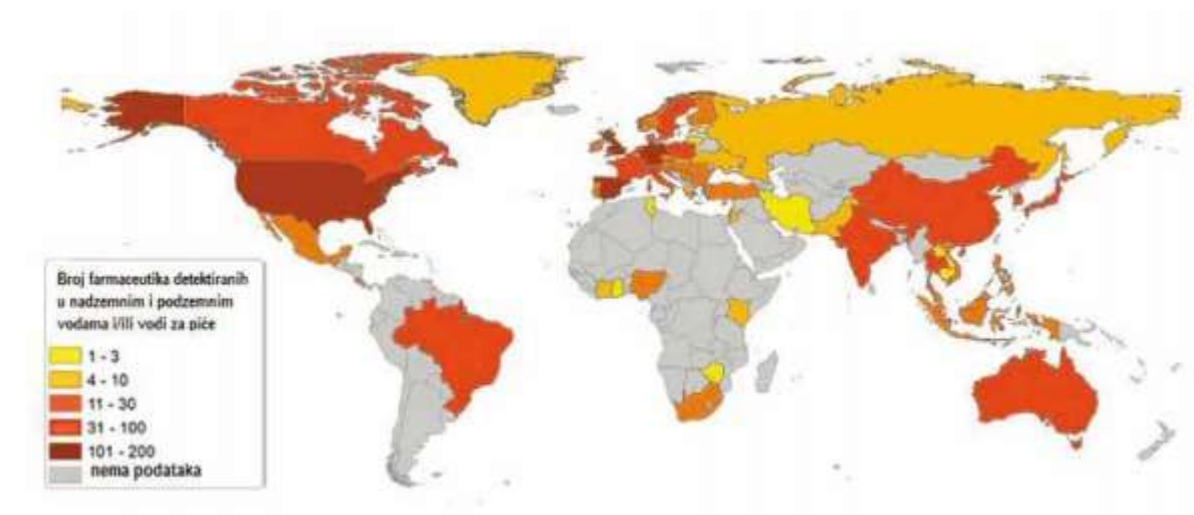 Broj farmaceutika detektiranih
u nadzemnim i podzemnim
vodama i/ili vodi za piće
1 - 3
4 - 10
11 - 30
31 - 100
101 - 200
nema podataka